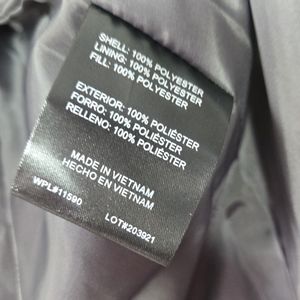 SHELL: 100% POLYESTER
LINING: 100% POLYESTER
FILL: 100% POLYESTER
EXTERIOR: 100% POLIÉSTER
FORRO: 100% POLIÉSTER
RELLENO: 100% POLIÉSTER
MADE IN VIETNAM
HECHO EN VIETNAM
WPL#11590
LOT#203921